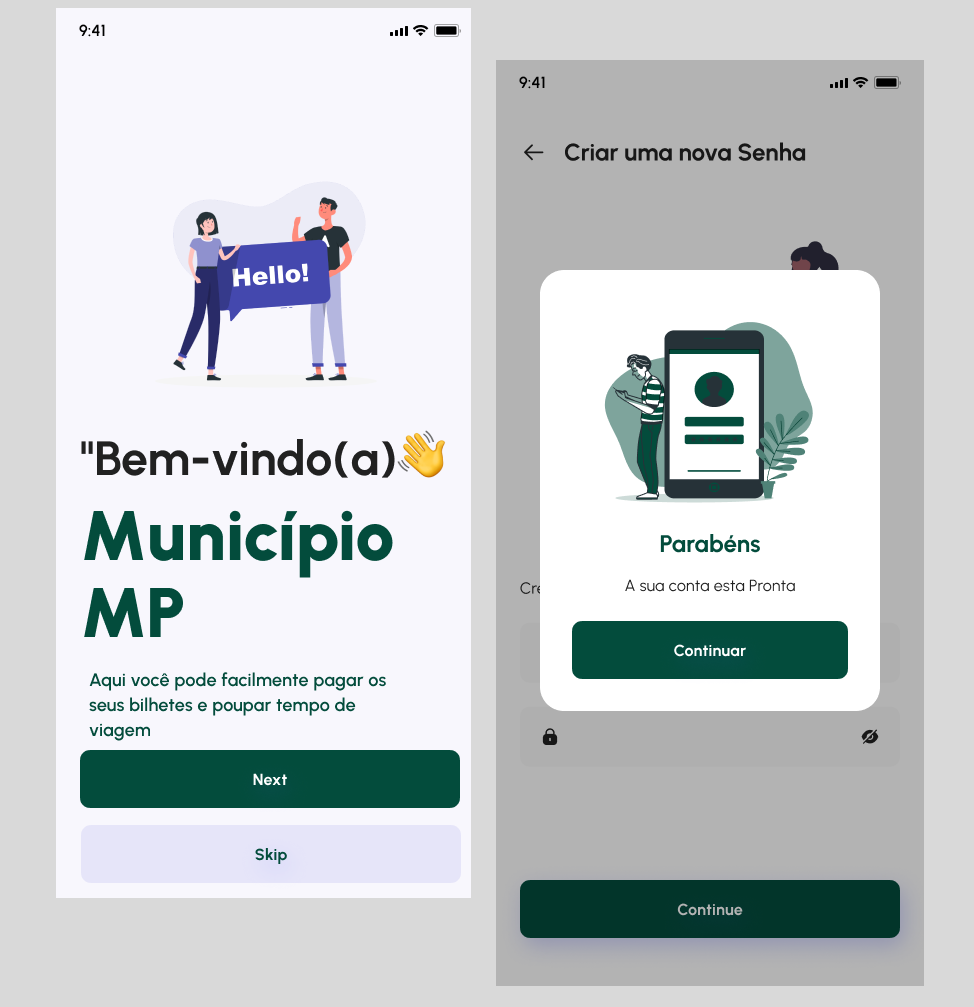 9:41
Hello!
"Bem-vindo(a)👋
Município
MP
Aqui você pode facilmente pagar os
seus bilhetes e poupar tempo de
viagem
Next
Skip
9:41
Criar uma nova Senha
Parabéns
A sua conta esta Pronta
Continuar
Continue